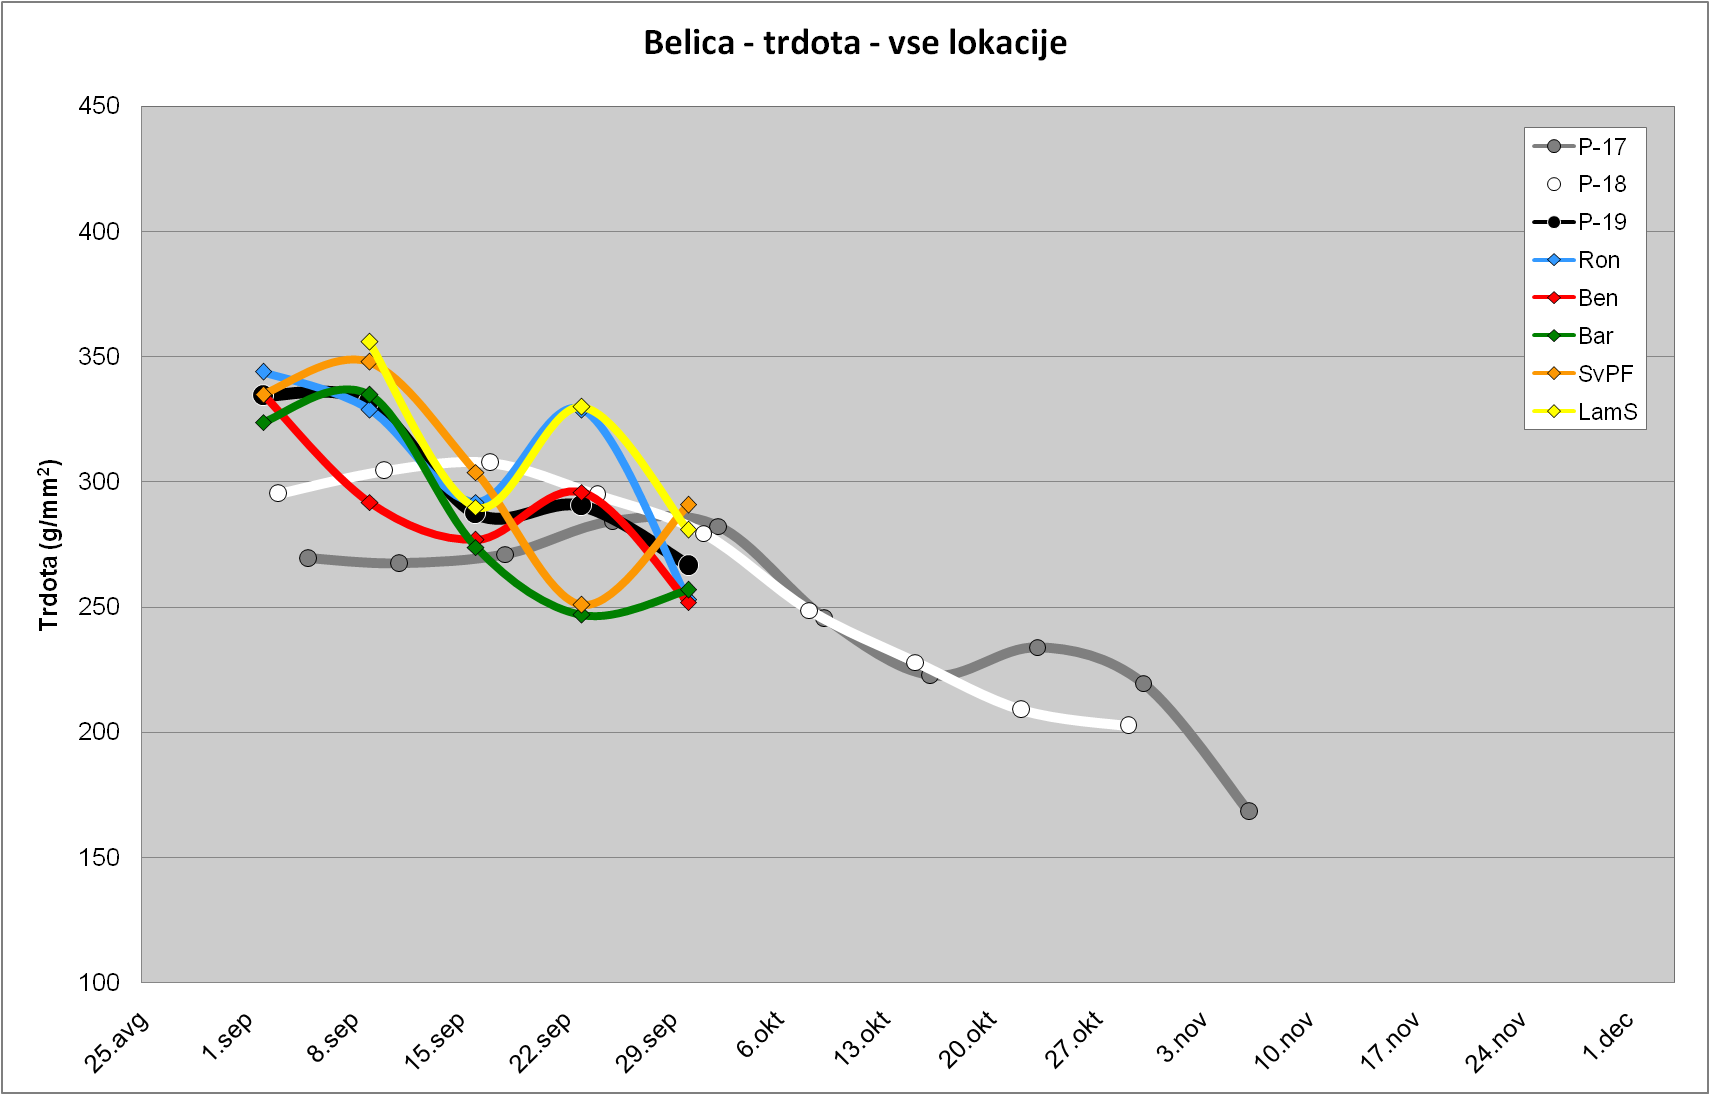 Belica - trdota - vse lokacije
Trdota (g/mm²)
450
400
350
300
250
200
150
100
25.avg
1.sep
8.sep
15.sep
22.sep
29.sep
6.okt
13.okt
20.okt
27.okt
3.nov
10.nov
17.nov
24.nov
1.dec
P-17
P-18
P-19
Ron
Ben
Bar
SvPF
LamS